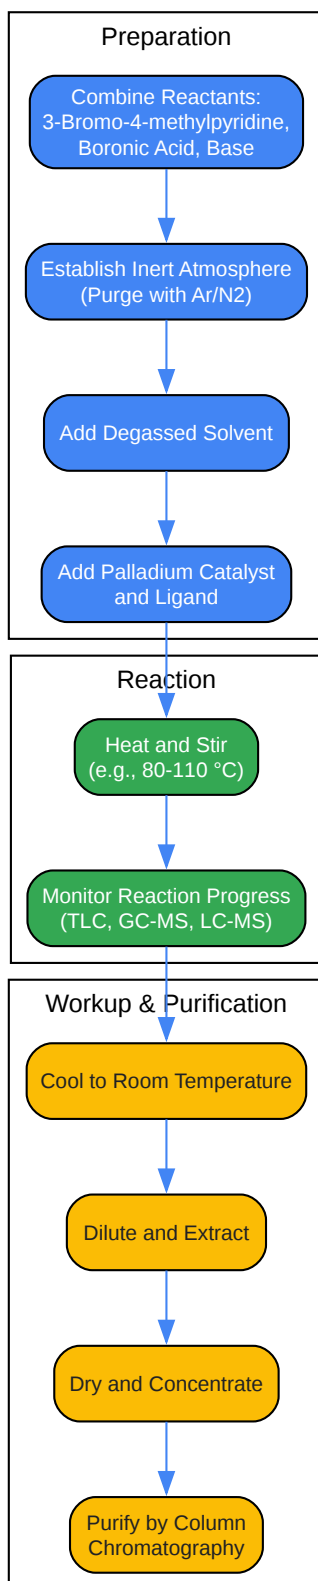 Preparation
Combine Reactants:
3-Bromo-4-methylpyridine,
Boronic Acid, Base
Establish Inert Atmosphere
(Purge with Ar/N2)
Add Degassed Solvent
Add Palladium Catalyst
and Ligand
Reaction
Heat and Stir
(e.g., 80-110 °C)
Monitor Reaction Progress
(TLC, GC-MS, LC-MS)
Workup & Purification
Cool to Room Temperature
Dilute and Extract
Dry and Concentrate
Purify by Column
Chromatography